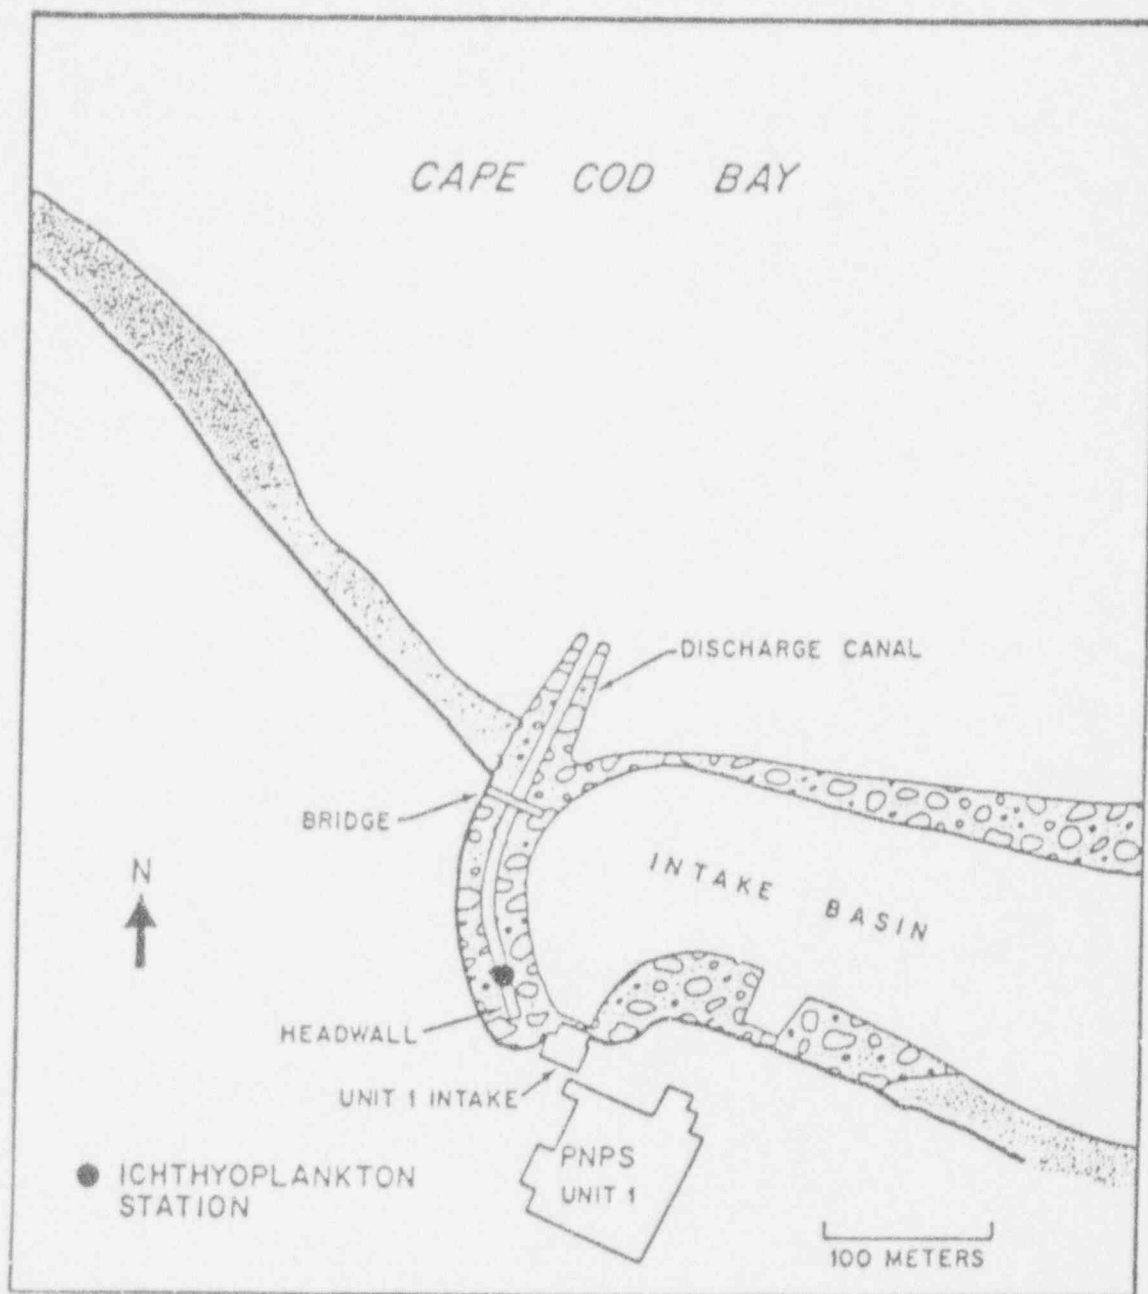 CAPE COD BAY
DISCHARGE CANAL
BRIDGE
INTAKE BASIN
N
HEADWALL
UNIT 1 INTAKE
PNPS
UNIT 1
ICHTHYOPLANKTON
STATION
100 METERS